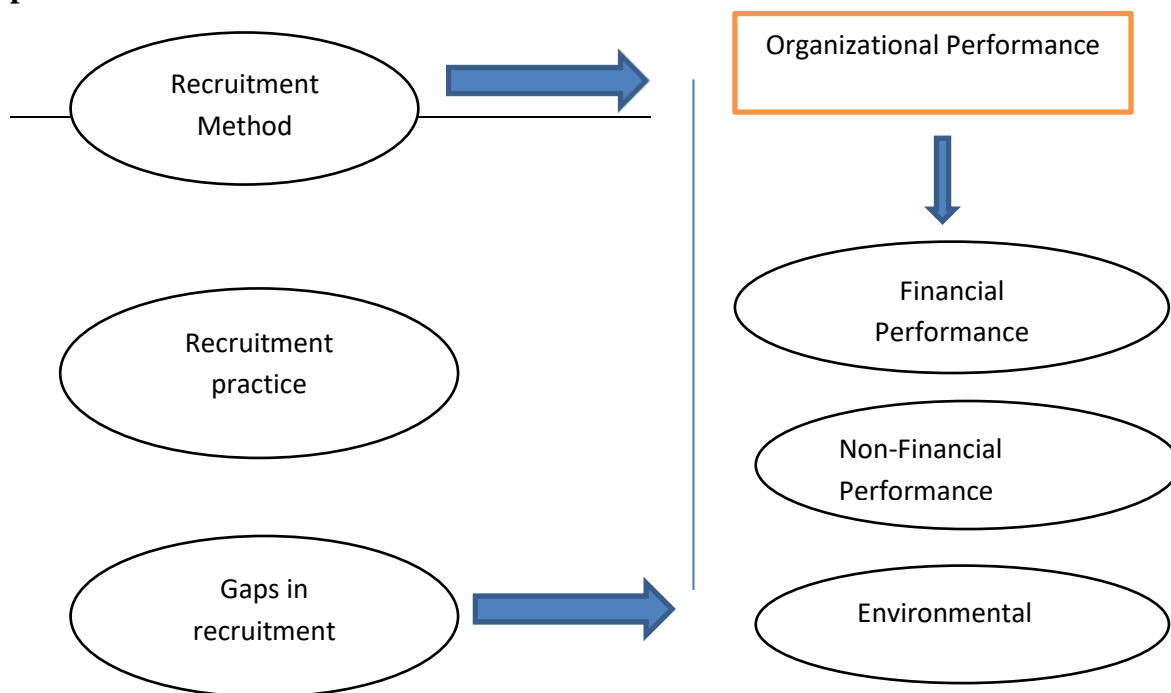 Recruitment
Method
Organizational Performance
Financial
Performance
Recruitment
practice
Non-Financial
Performance
Gaps in
recruitment
Environmental